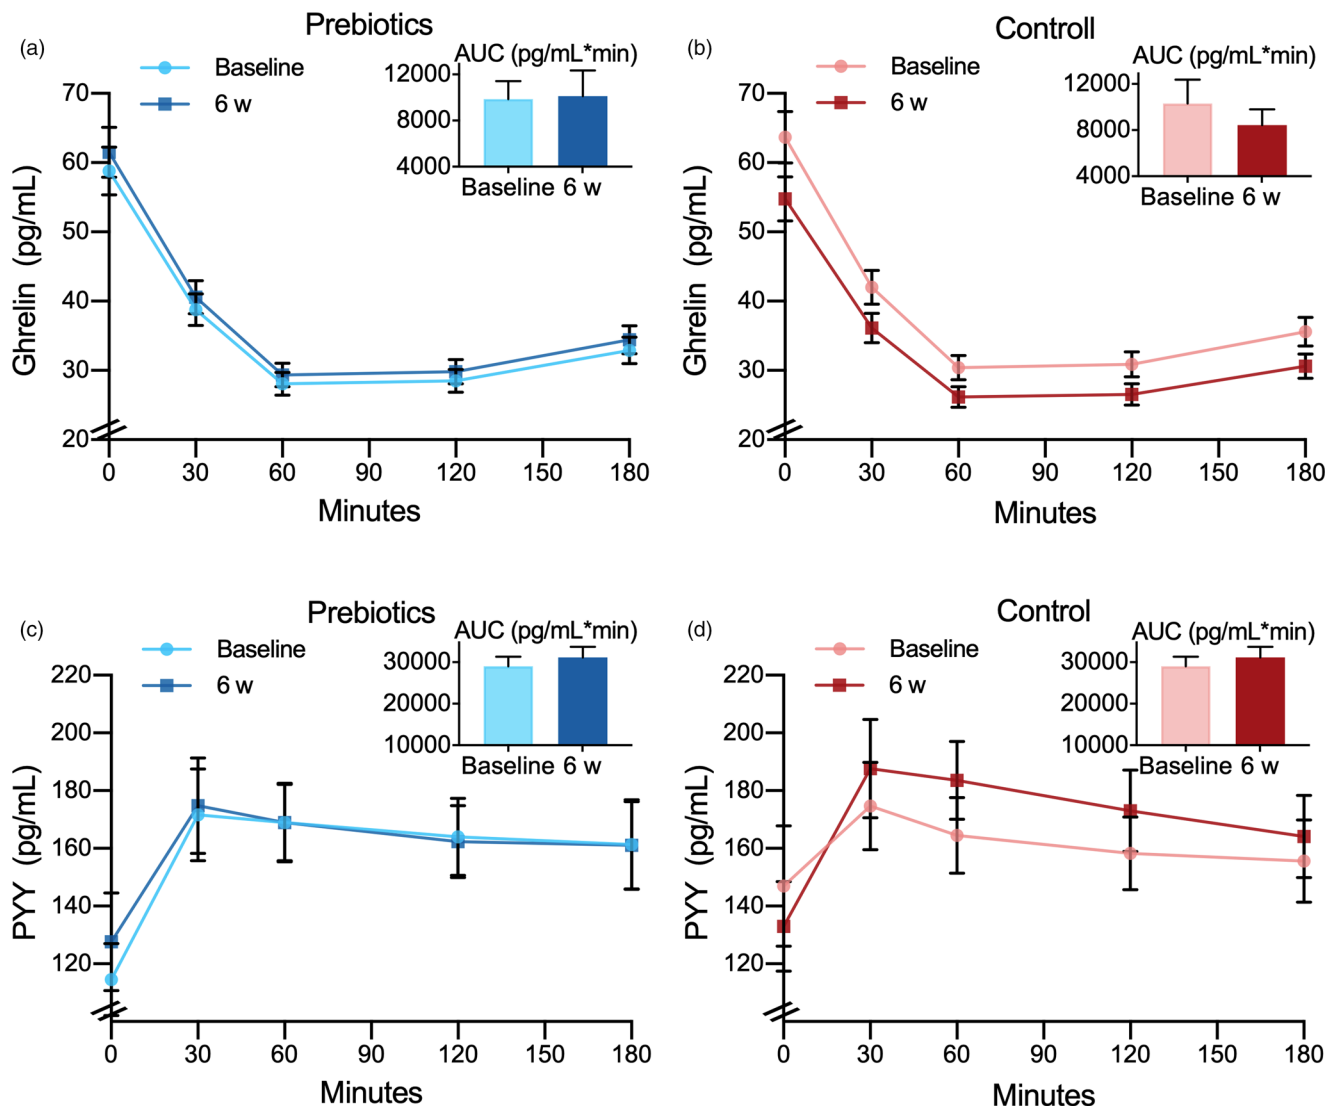 (a)
Prebiotics
Baseline
6 w
AUC (pg/mL*min)
12000
8000
4000
Baseline 6 w
70
60
50
40
30
20
Ghrelin (pg/mL)
0 30 60 90 120 150 180
Minutes
(b)
Controll
Baseline
6 w
AUC (pg/mL*min)
12000
8000
4000
Baseline 6 w
70
60
50
40
30
20
Ghrelin (pg/mL)
0 30 60 90 120 150 180
Minutes
(c)
Prebiotics
Baseline
6 w
AUC (pg/mL*min)
30000
20000
10000
Baseline 6 w
220
200
180
160
140
120
PYY (pg/mL)
0 30 60 90 120 150 180
Minutes
(d)
Control
Baseline
6 w
AUC (pg/mL*min)
30000
20000
10000
Baseline 6 w
220
200
180
160
140
120
PYY (pg/mL)
0 30 60 90 120 150 180
Minutes